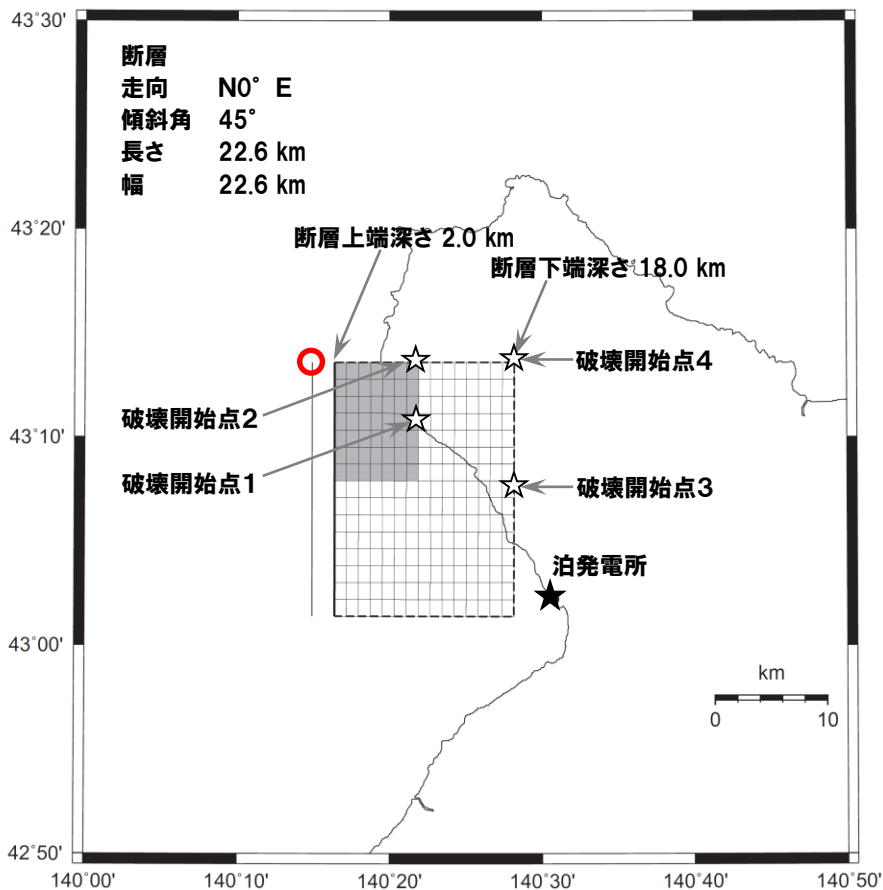 43°30'
断層
走向 N0°E
傾斜角 45°
長さ 22.6 km
幅 22.6 km
43°20'
断層上端深さ 2.0 km
断層下端深さ 18.0 km
破壊開始点4
破壊開始点2
43°10'
破壊開始点1
破壊開始点3
泊発電所
43°00'
km
0 10
42°50'
140°00' 140°10' 140°20' 140°30' 140°40' 140°50'